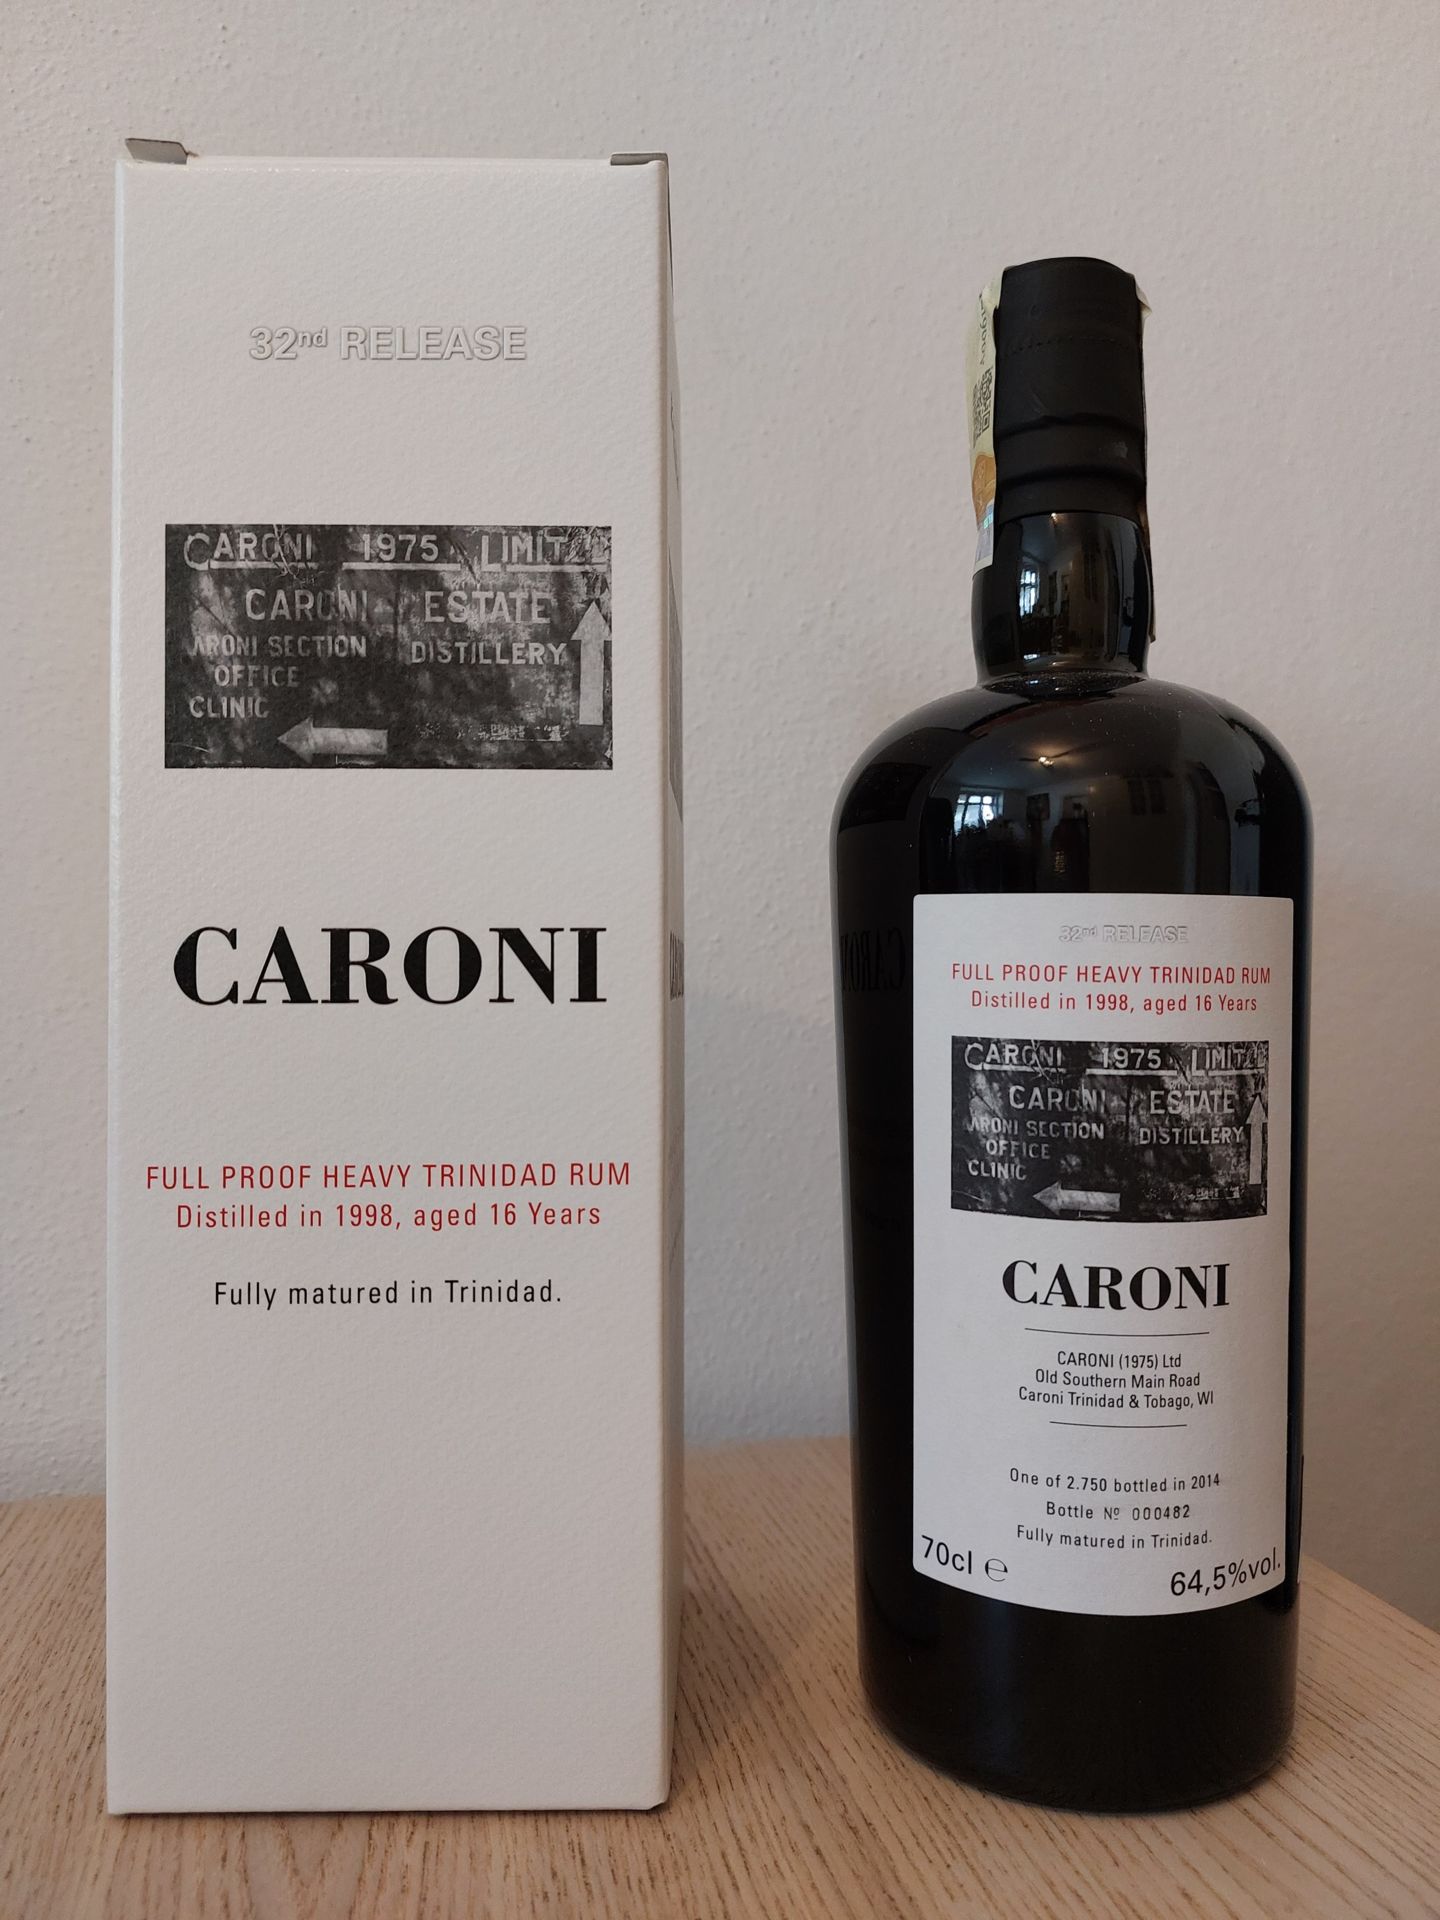 32nd RELEASE
CARONI 1975 LIMITE
CARONI ESTATE
ARONI SECTION DISTILLERY
OFFICE
CLINIC
CARONI
FULL PROOF HEAVY TRINIDAD RUM
Distilled in 1998, aged 16 Years
Fully matured in Trinidad.
32nd RELEASE
FULL PROOF HEAVY TRINIDAD RUM
Distilled in 1998, aged 16 Years
CARONI 1975 LIMITE
CARONI ESTATE
ARONI SECTION DISTILLERY
OFFICE
CLINIC
CARONI
CARONI (1975) Ltd
Old Southern Main Road
Caroni Trinidad & Tobago, WI
One of 2.750 bottled in 2014
Bottle Nº 000482
Fully matured in Trinidad.
70cl ℮
64,5%vol.